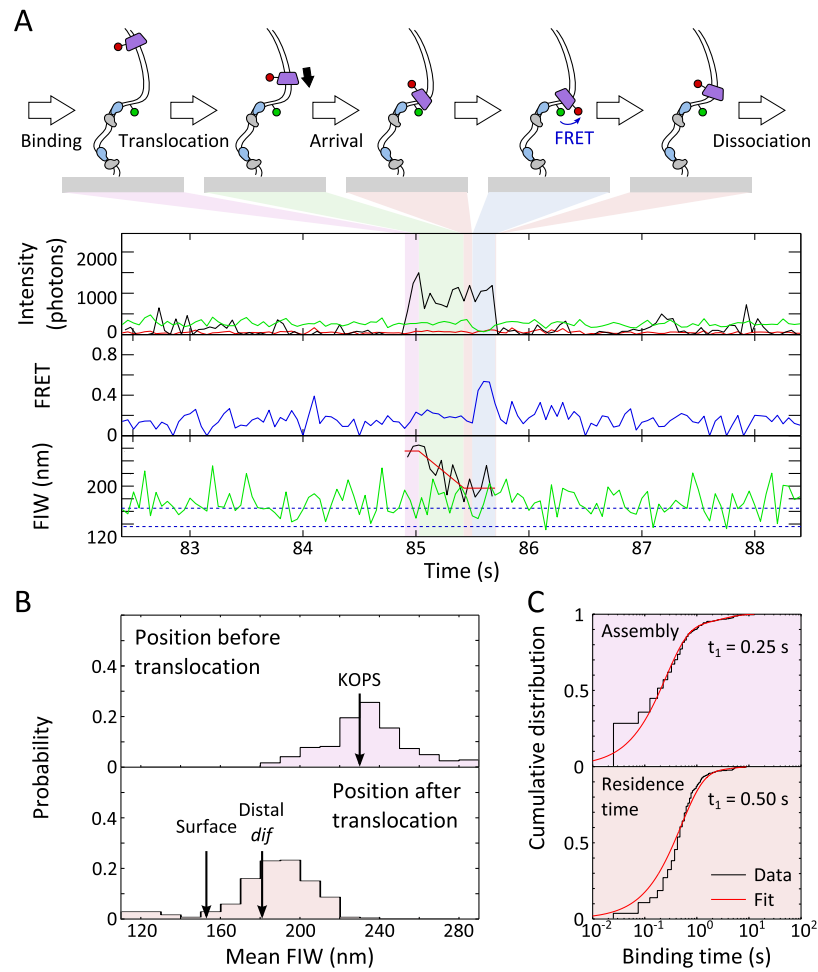 A
Binding
Translocation
Arrival
FRET
Dissociation
Intensity
(photons)
2000
1000
0
FRET
0.8
0.4
0
FIW (nm)
200
120
83
84
85
86
87
88
Time (s)
B
Position before
translocation
KOPS
0.6
0.4
0.2
0
Probability
Position after
translocation
Surface
Distal
dif
0.6
0.4
0.2
0
120
160
200
240
280
Mean FIW (nm)
C
Cumulative distribution
1
0.5
0
Assembly
t1 = 0.25 s
Residence
time
t1 = 0.50 s
0.5
0
Data
Fit
10-2
10-1
100
101
102
Binding time (s)